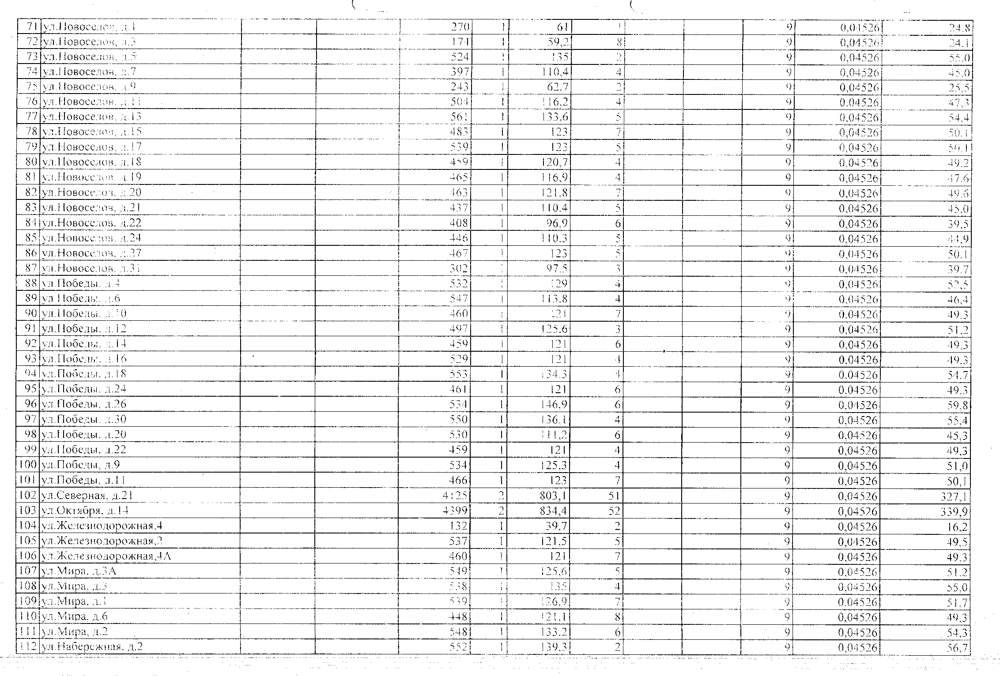 71 ул.Новоселов, д.1 270 1 61 9 0,04526 24.8
72 ул.Новоселов, д.3 174 1 59,2 8 9 0,04526 24.1
73 ул.Новоселов, д.5 524 1 135 2 9 0,04526 55.0
74 ул.Новоселов, д.7 397 1 110,4 4 9 0,04526 45.0
75 ул.Новоселов, д.9 243 1 62.7 2 9 0,04526 25,5
76 ул.Новоселов, д.11 504 1 116.2 4 9 0.04526 47,3
77 ул.Новоселов, д.13 561 1 133,6 5 9 0,04526 54,4
78 ул.Новоселов, д.15 483 1 123 7 9 0,04526 50.1
79 ул.Новоселов, д.17 539 1 123 5 9 0,04526 50.1
80 ул.Новоселов, д.18 459 1 120,7 4 9 0.04526 49.2
81 ул.Новоселов, д.19 465 1 116,9 4 9 0,04526 47.6
82 ул.Новоселов, д.20 463 1 121.8 7 9 0,04526 49.6
83 ул.Новоселов, д.21 437 1 110.4 5 9 0,04526 45,0
84 ул.Новоселов, д.22 408 1 96,9 6 9 0,04526 39,5
85 ул.Новоселов, д.24 446 1 110.3 5 9 0,04526 44,9
86 ул.Новоселов, д.27 467 1 123 5 9 0,04526 50.1
87 ул.Новоселов, д.31 302 1 97.5 3 9 0,04526 39.7
88 ул.Победы, д.4 532 1 129 4 9 0,04526 52,5
89 ул.Победы, д.6 547 1 113.8 4 9 0,04526 46,4
90 ул.Победы, д.10 460 1 121 7 9 0.04526 49.3
91 ул.Победы, д.12 497 1 125.6 3 9 0,04526 51.2
92 ул.Победы, д.14 459 1 121 6 9 0,04526 49,3
93 ул.Победы, д.16 529 1 121 4 9 0,04526 49,3
94 ул.Победы, д.18 553 1 134.3 4 9 0.04526 54.7
95 ул.Победы, д.24 461 1 121 6 9 0.04526 49.3
96 ул.Победы, д.26 534 1 146.9 6 9 0.04526 59.8
97 ул.Победы, д.30 550 1 136,1 4 9 0,04526 55,4
98 ул.Победы, д.20 530 1 111,2 6 9 0,04526 45,3
99 ул.Победы, д.22 459 1 121 4 9 0,04526 49,3
100 ул.Победы, д.9 534 1 125,3 4 9 0,04526 51,0
101 ул.Победы, д.11 466 1 123 7 9 0,04526 50,1
102 ул.Северная, д.21 4125 2 803,1 51 9 0,04526 327,1
103 ул.Октября, д.14 4399 2 834,4 52 9 0,04526 339,9
104 ул.Железнодорожная,4 132 1 39.7 2 9 0,04526 16,2
105 ул.Железнодорожная,2 537 1 121,5 5 9 0,04526 49,5
106 ул.Железнодорожная,4А 460 1 121 7 9 0,04526 49,3
107 ул.Мира, д.3А 549 1 125,6 5 9 0,04526 51,2
108 ул.Мира, д.3 538 1 135 4 9 0,04526 55,0
109 ул.Мира, д.1 539 1 126,9 7 9 0,04526 51.7
110 ул.Мира, д.6 448 1 121,1 8 9 0,04526 49,3
111 ул.Мира, д.2 548 1 133.2 6 9 0,04526 54,3
112 ул.Набережная, д.2 552 1 139,3 2 9 0,04526 56,7